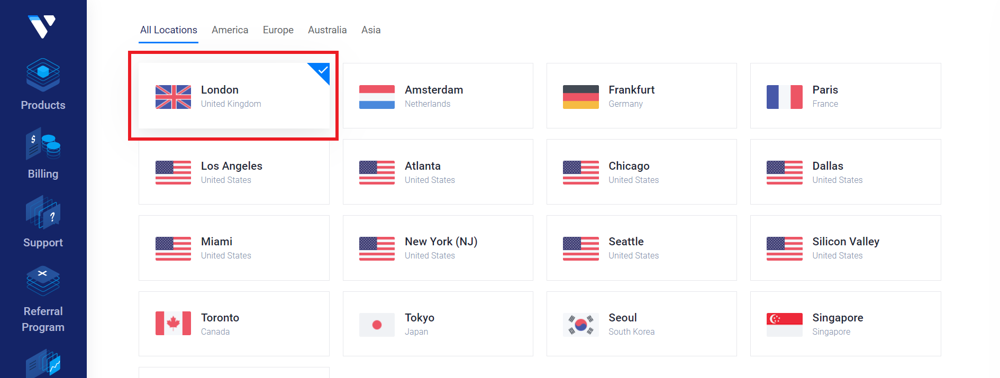 All Locations America Europe Australia Asia
Products
Billing
Support
Referral
Program
$
?
London
United Kingdom
Amsterdam
Netherlands
Frankfurt
Germany
Paris
France
Los Angeles
United States
Atlanta
United States
Chicago
United States
Dallas
United States
Miami
United States
New York (NJ)
United States
Seattle
United States
Silicon Valley
United States
Toronto
Canada
Tokyo
Japan
Seoul
South Korea
Singapore
Singapore